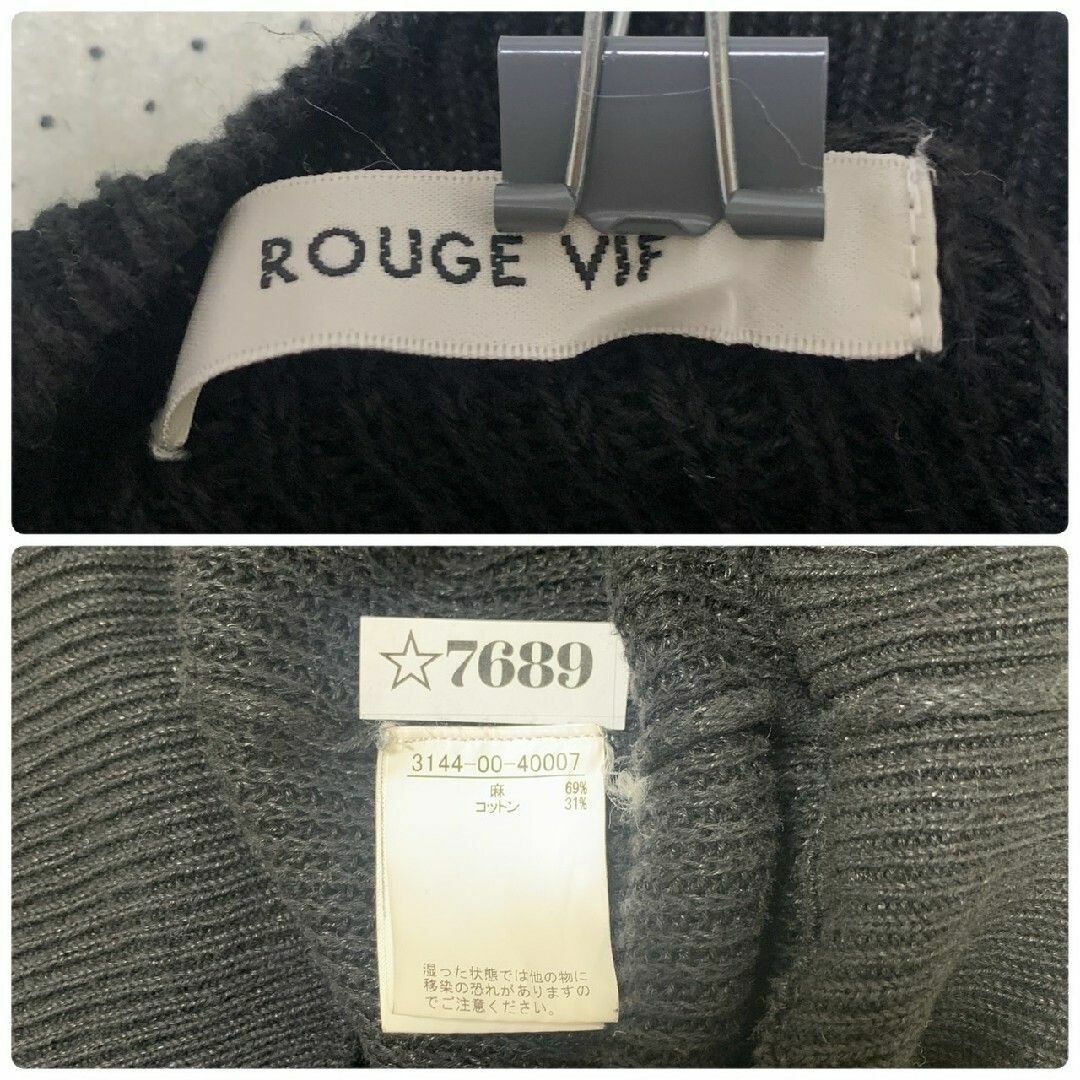 ROUGE VIF
☆7689
3144-00-40007
麻 69%
コットン 31%
湿った状態では他の物に
移染の恐れがありますの
でご注意ください。